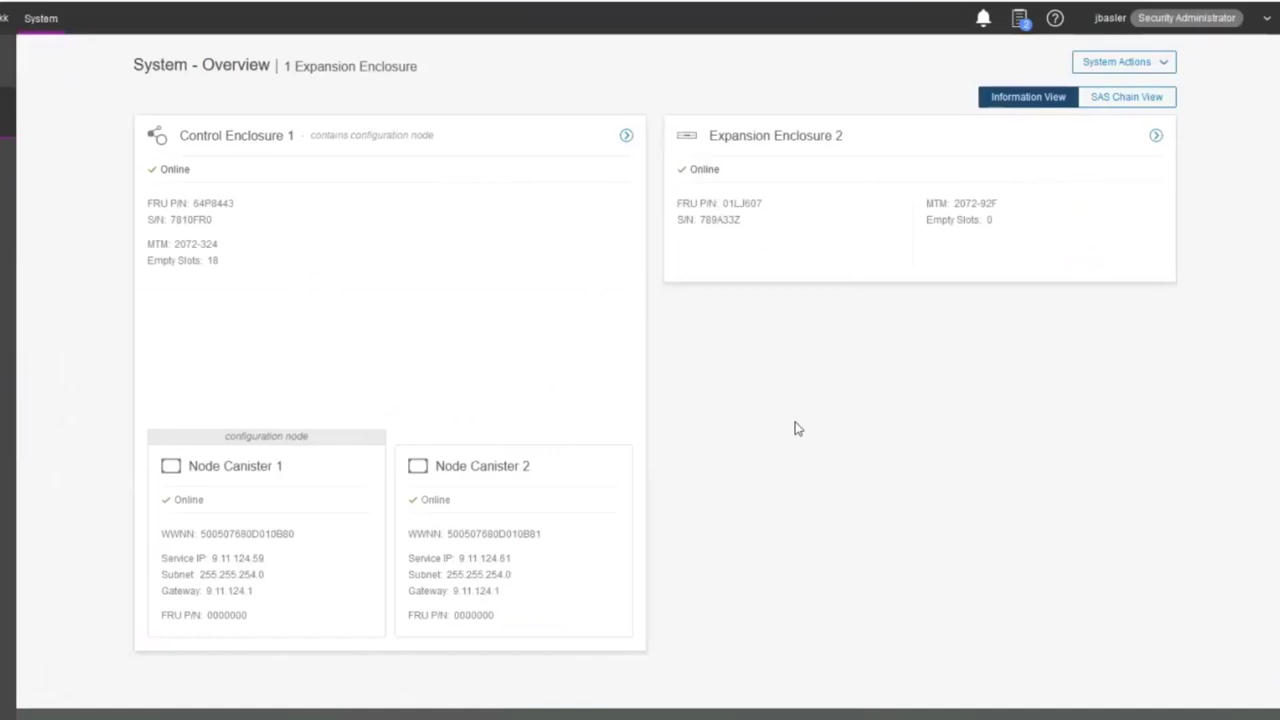 kk System
2
jbasler Security Administrator
System - Overview | 1 Expansion Enclosure
System Actions
Information View SAS Chain View
Control Enclosure 1 · contains configuration node
Online
FRU P/N: 64P8443
S/N: 7810FR0
MTM: 2072-324
Empty Slots: 18
configuration node
Node Canister 1
Online
WWNN: 500507680D010B80
Service IP: 9.11.124.59
Subnet: 255.255.254.0
Gateway: 9.11.124.1
FRU P/N: 0000000
Node Canister 2
Online
WWNN: 500507680D010B81
Service IP: 9.11.124.61
Subnet: 255.255.254.0
Gateway: 9.11.124.1
FRU P/N: 0000000
Expansion Enclosure 2
Online
FRU P/N: 01LJ607
S/N: 789A33Z
MTM: 2072-92F
Empty Slots: 0